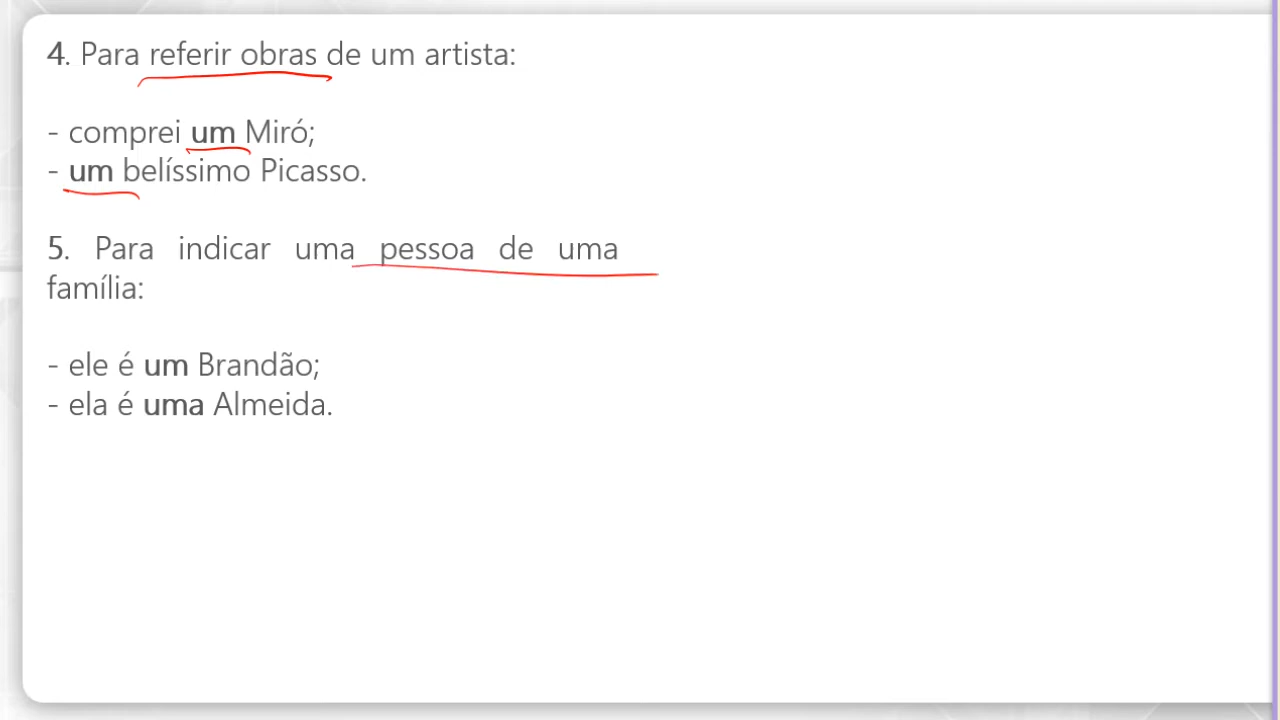 4. Para referir obras de um artista:
- comprei um Miró;
- um belíssimo Picasso.
5. Para indicar uma pessoa de uma
família:
- ele é um Brandão;
- ela é uma Almeida.